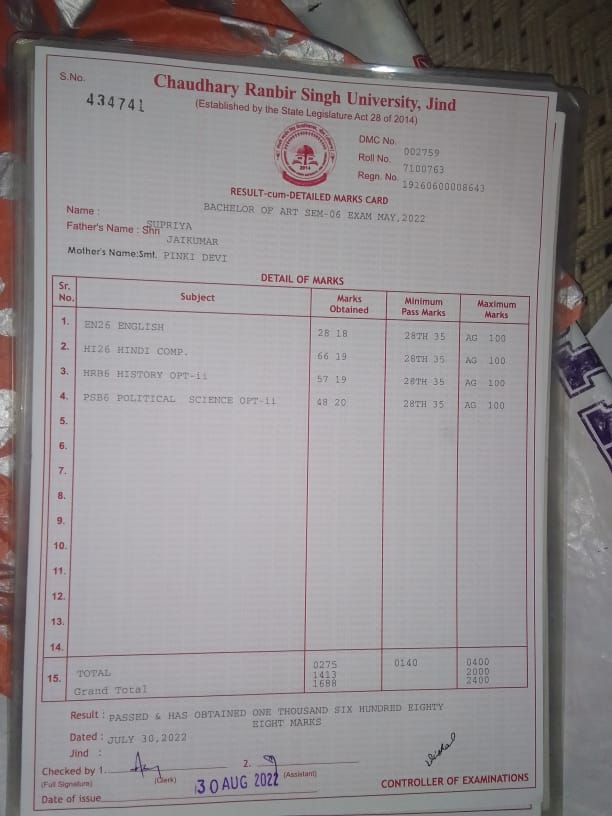 S.No.
434741
Chaudhary Ranbir Singh University, Jind
(Established by the State Legislature Act 28 of 2014)
2014
DMC No. 002759
Roll No. 7100763
Regn. No. 19260600008643
RESULT-cum-DETAILED MARKS CARD
BACHELOR OF ART SEM-06 EXAM MAY,2022
Name : SUPRIYA
Father's Name : Shri JAIKUMAR
Mother's Name:Smt. PINKI DEVI
DETAIL OF MARKS
Sr. No. Subject Marks Obtained Minimum Pass Marks Maximum Marks
1. EN26 ENGLISH 28 18 28TH 35 AG 100
2. HI26 HINDI COMP. 66 19 28TH 35 AG 100
3. HRB6 HISTORY OPT-ii 57 19 28TH 35 AG 100
4. PSB6 POLITICAL SCIENCE OPT-ii 48 20 28TH 35 AG 100
5.
6.
7.
8.
9.
10.
11.
12.
13.
14.
15. TOTAL 0275 0140 0400
1413 2000
Grand Total 1688 2400
Result : PASSED & HAS OBTAINED ONE THOUSAND SIX HUNDRED EIGHTY
EIGHT MARKS
Dated : JULY 30,2022
Jind :
Checked by 1. 2.
(Full Signature) (Clerk) (Assistant)
30 AUG 2022
Date of issue
CONTROLLER OF EXAMINATIONS